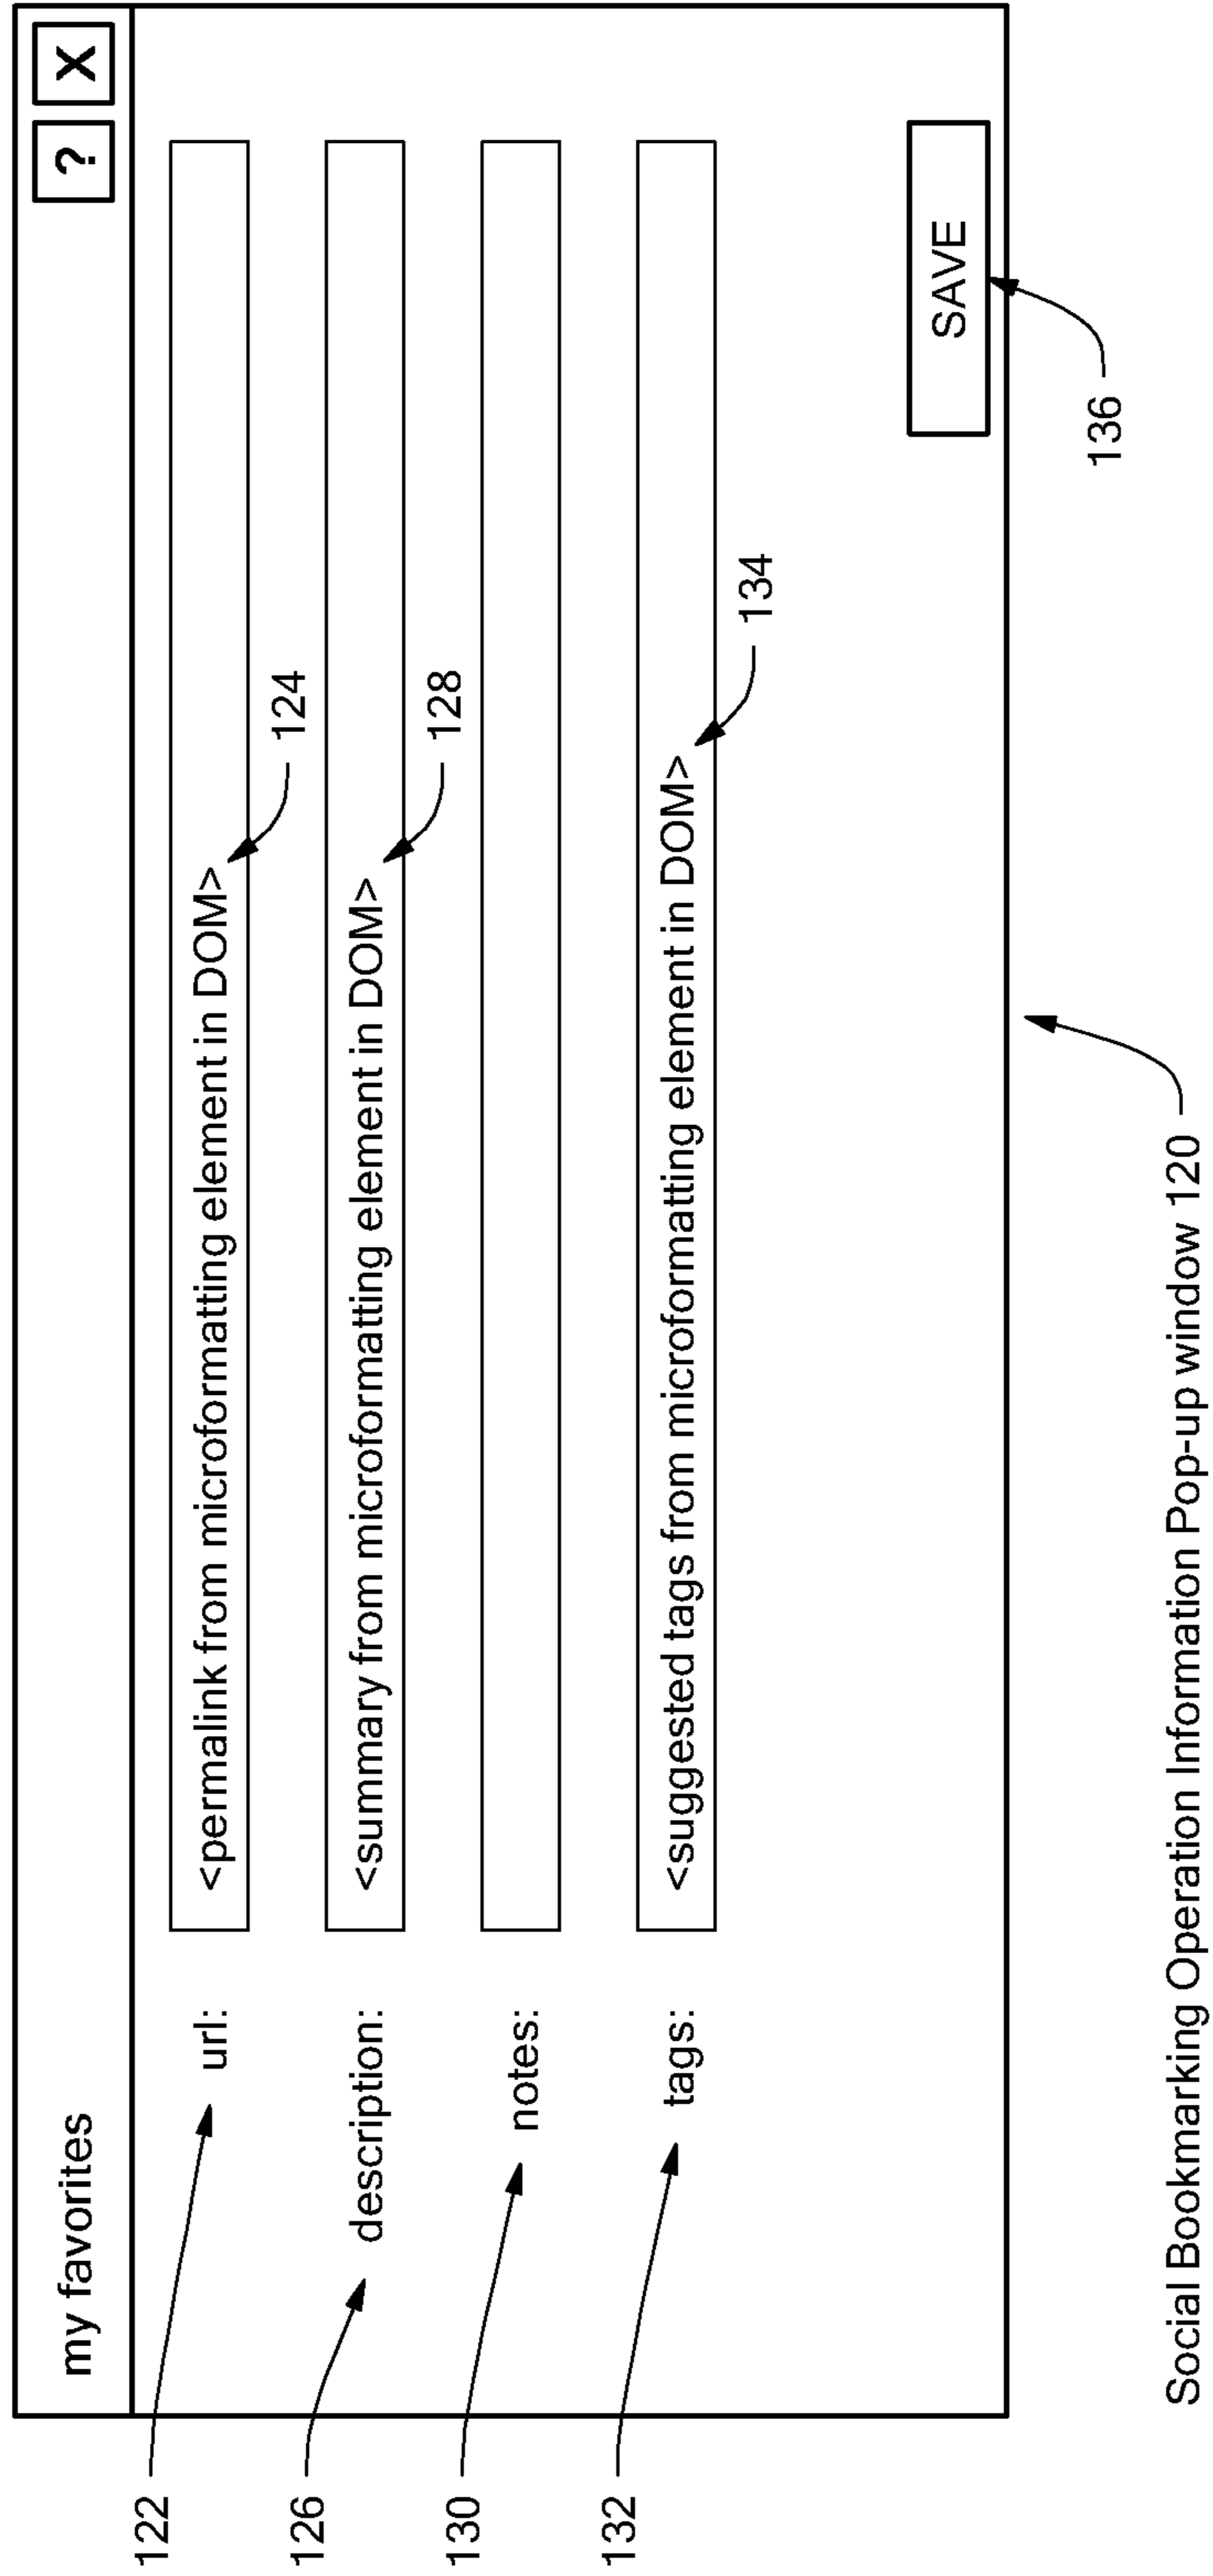 my favorites ? X
122 url: <permalink from microformatting element in DOM>
124
126 description: <summary from microformatting element in DOM>
128
130 notes:
132 tags: <suggested tags from microformatting element in DOM>
134
SAVE
136
Social Bookmarking Operation Information Pop-up window 120